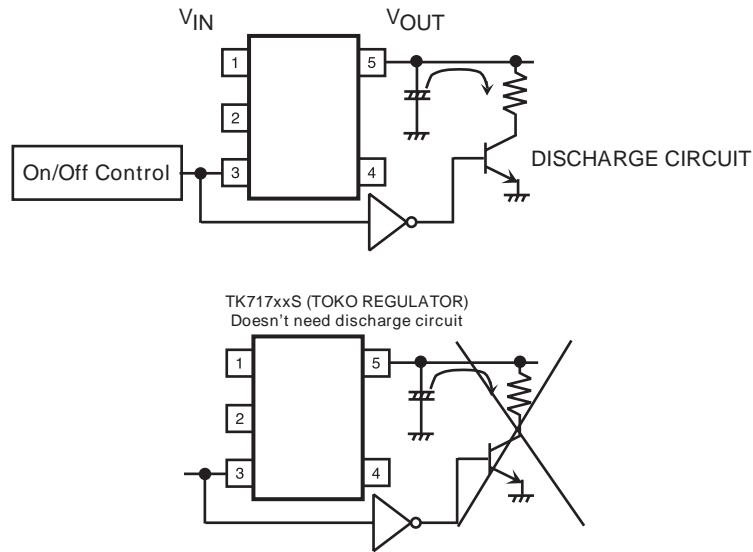 VIN
VOUT
1
5
2
3
4
On/Off Control
DISCHARGE CIRCUIT
TK717xxS (TOKO REGULATOR)
Doesn't need discharge circuit
1
5
2
3
4